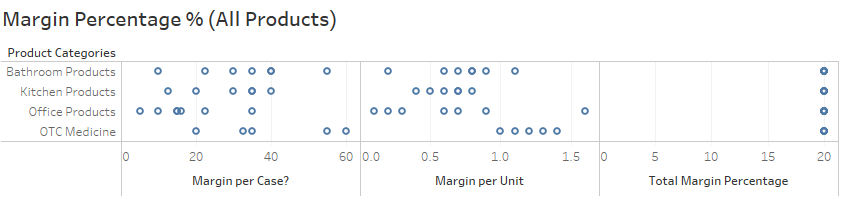 Margin Percentage % (All Products)
Product Categories
Bathroom Products
Kitchen Products
Office Products
OTC Medicine
0 20 40 60 0.0 0.5 1.0 1.5 0 5 10 15 20
Margin per Case? Margin per Unit Total Margin Percentage